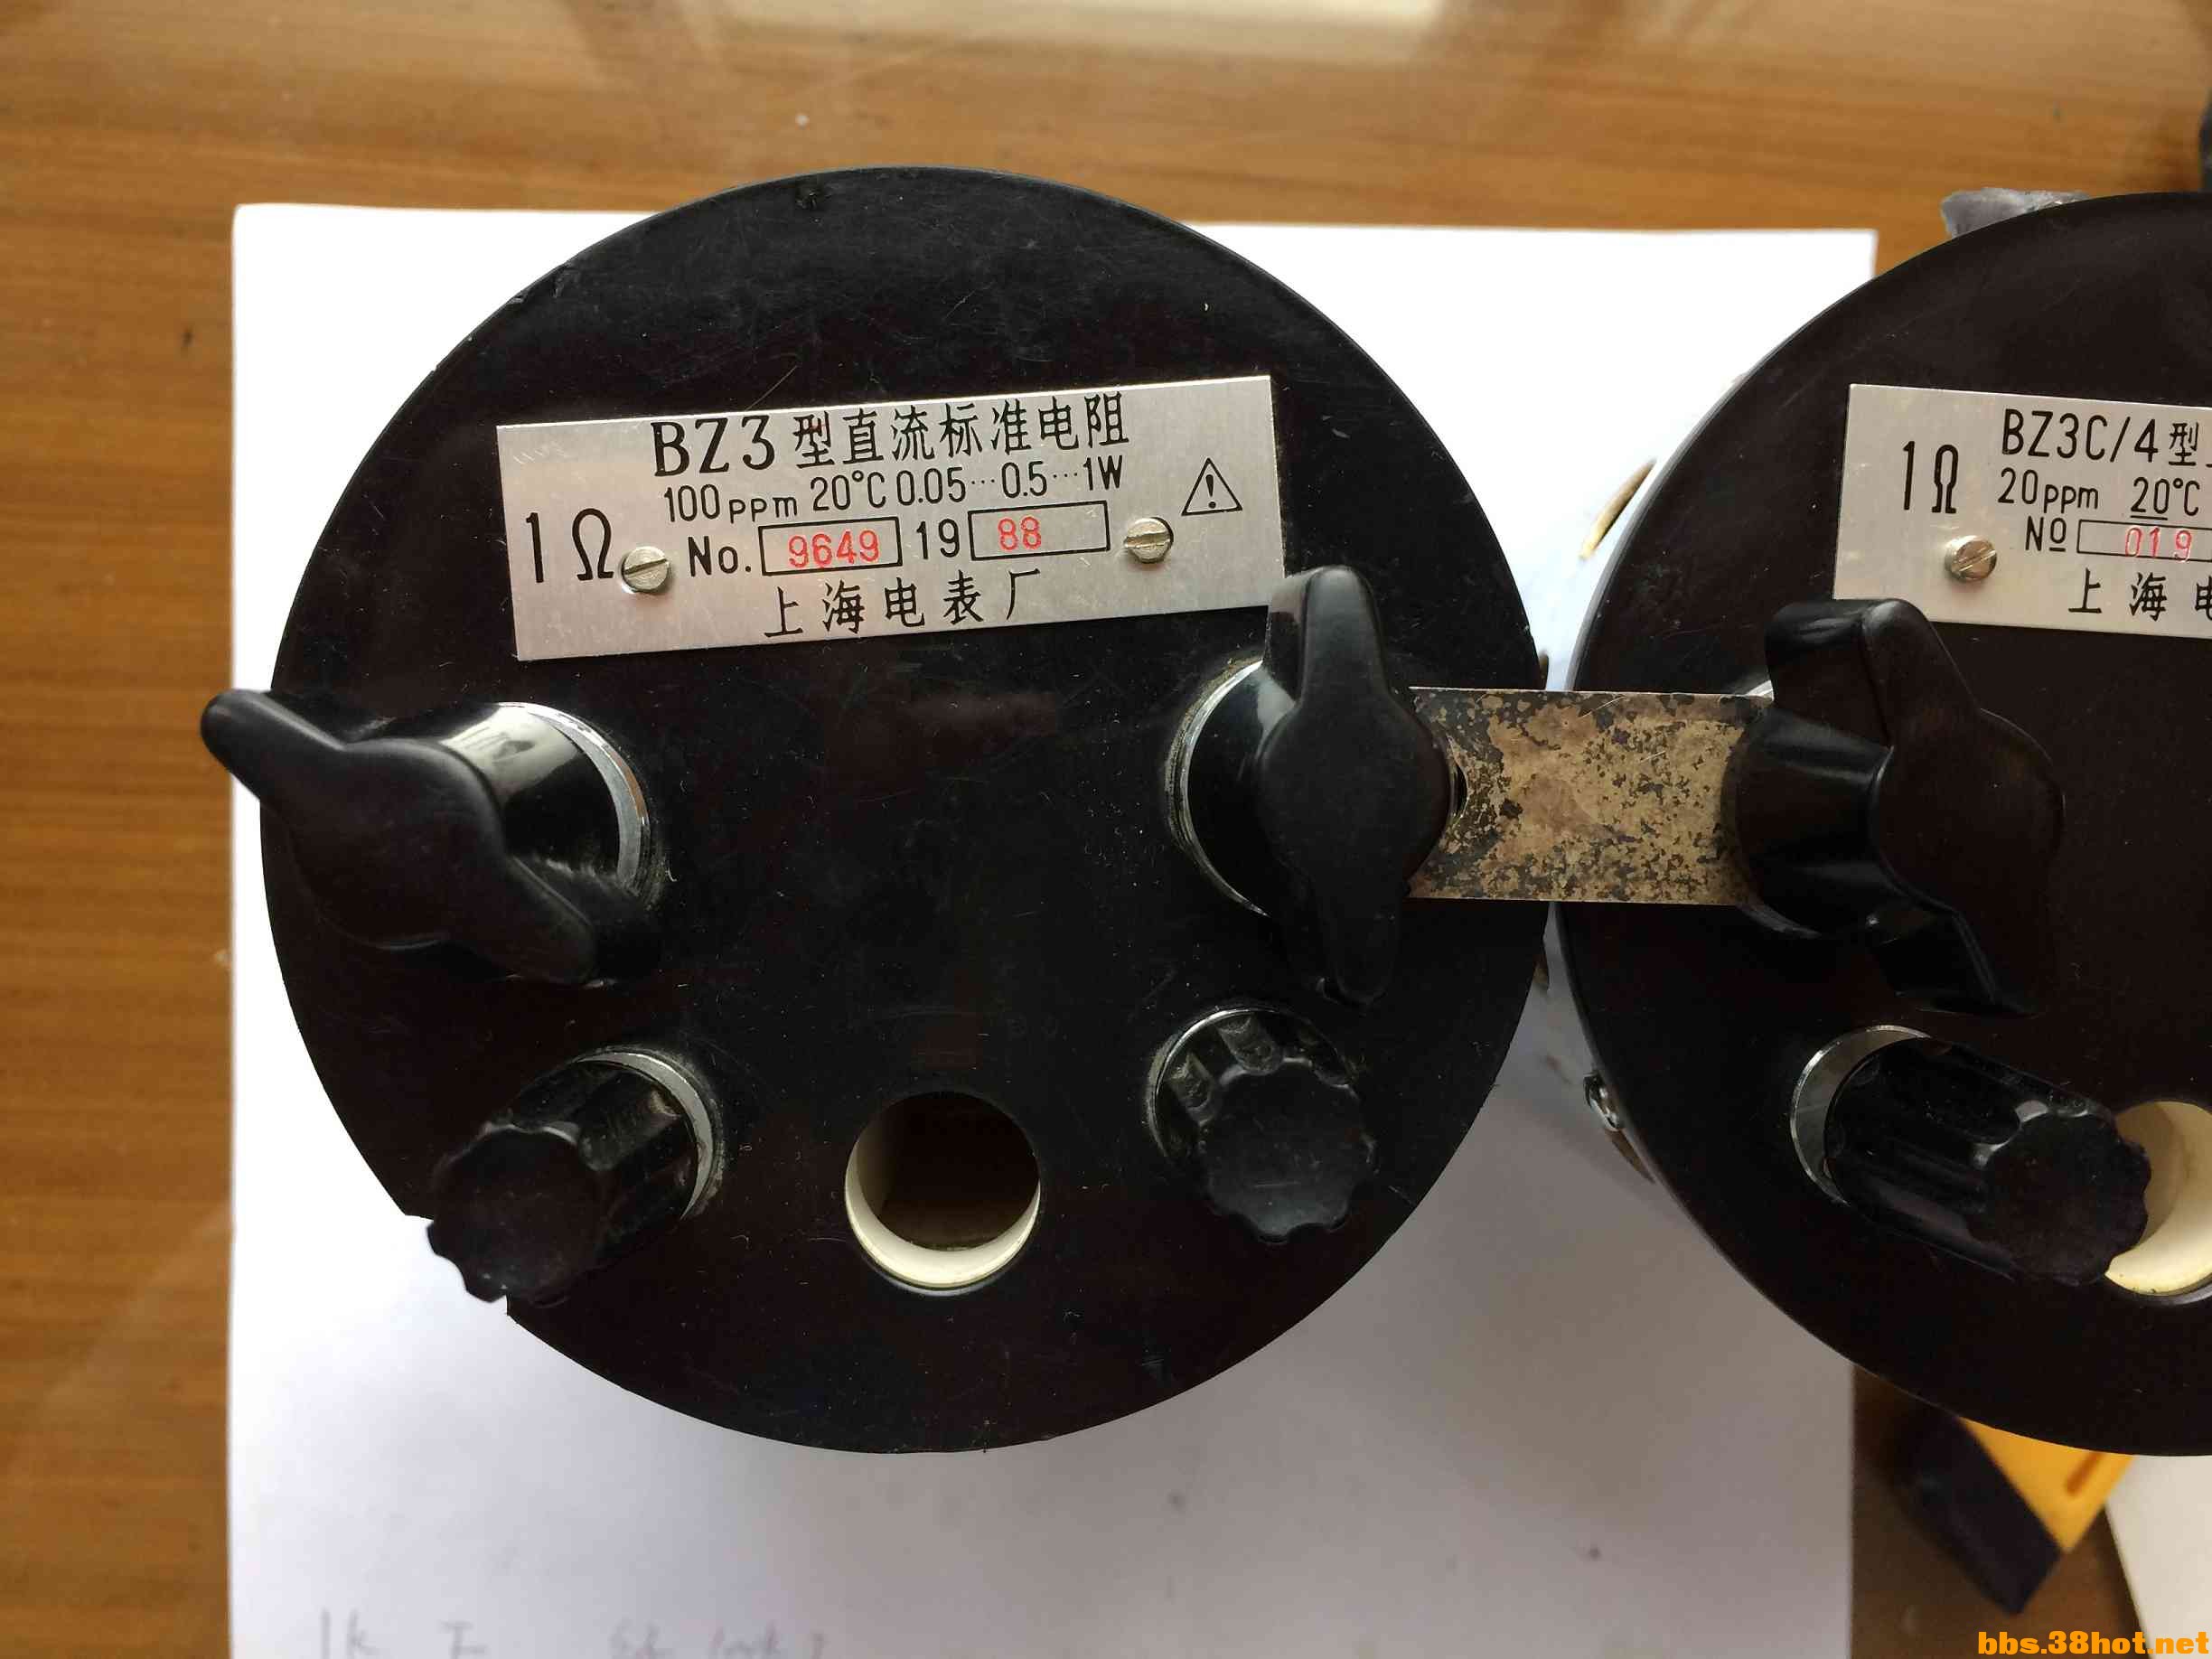 BZ3型直流标准电阻
100ppm 20°C 0.05···0.5···1W
1Ω No. 9649 19 88
上海电表厂
BZ3C/4型
1Ω 20ppm 20°C
№ 019
上海
1k
bbs.38hot.net